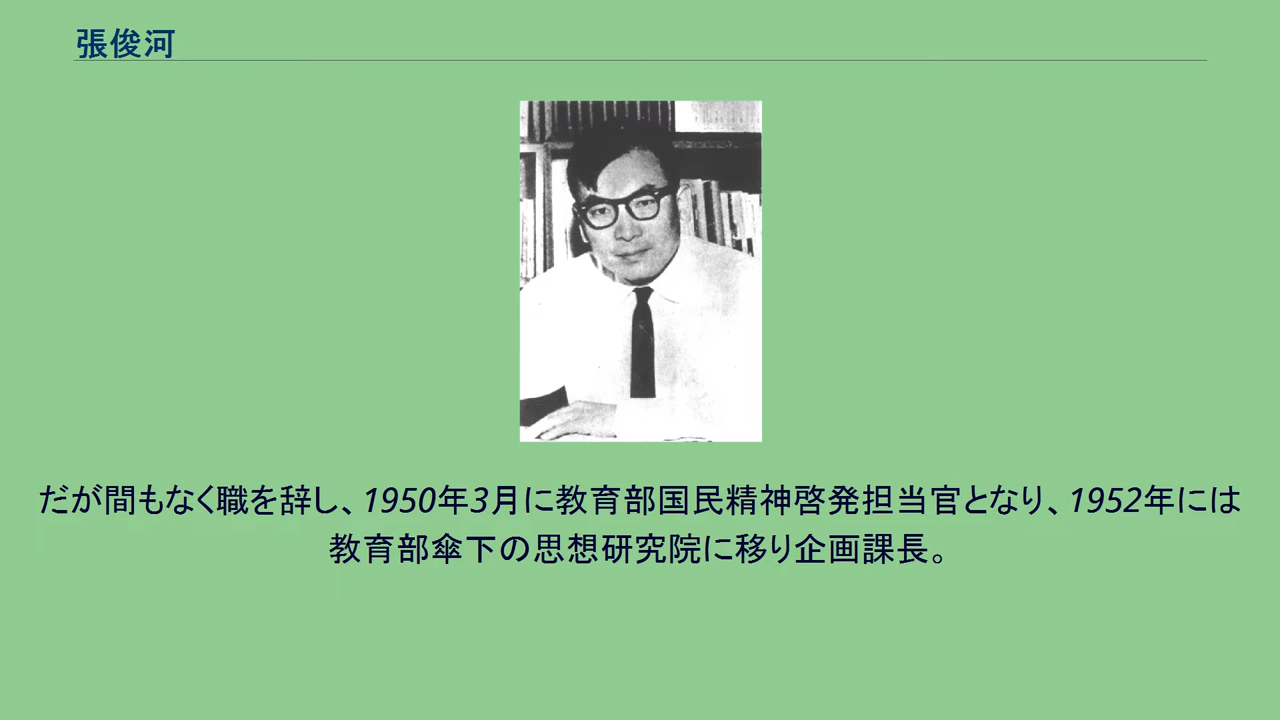 張俊河
だが間もなく職を辞し、1950年3月に教育部国民精神啓発担当官となり、1952年には
教育部傘下の思想研究院に移り企画課長。